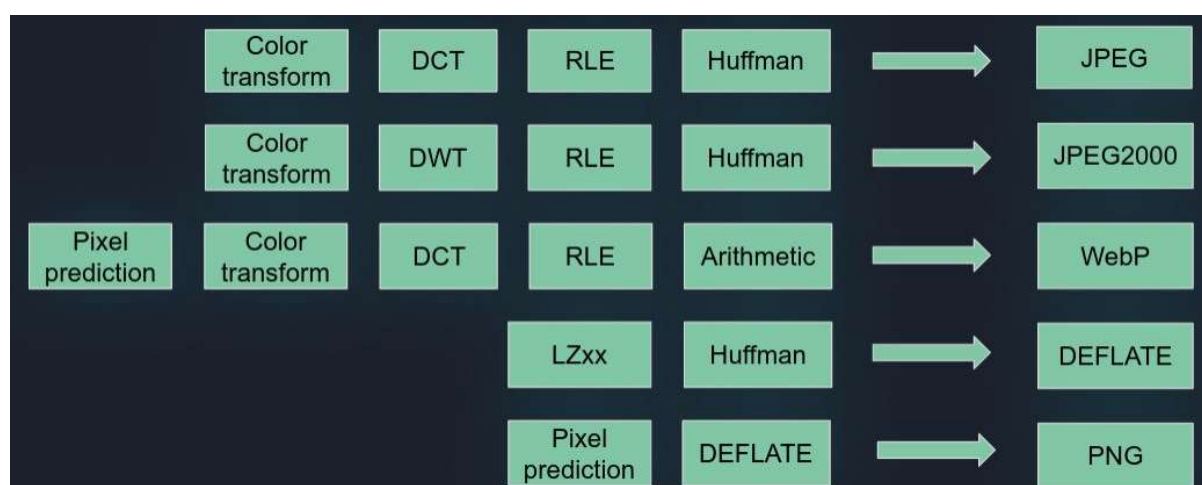 Color transform DCT RLE Huffman JPEG
Color transform DWT RLE Huffman JPEG2000
Pixel prediction Color transform DCT RLE Arithmetic WebP
LZxx Huffman DEFLATE
Pixel prediction DEFLATE PNG